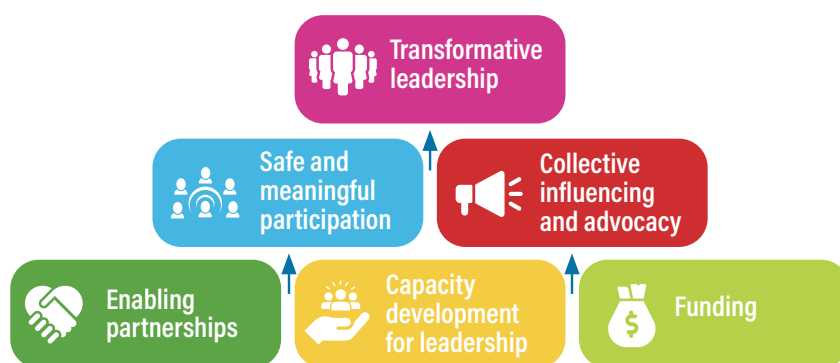 Transformative
leadership
Safe and
meaningful
participation
Collective
influencing
and advocacy
Enabling
partnerships
Capacity
development
for leadership
$
Funding